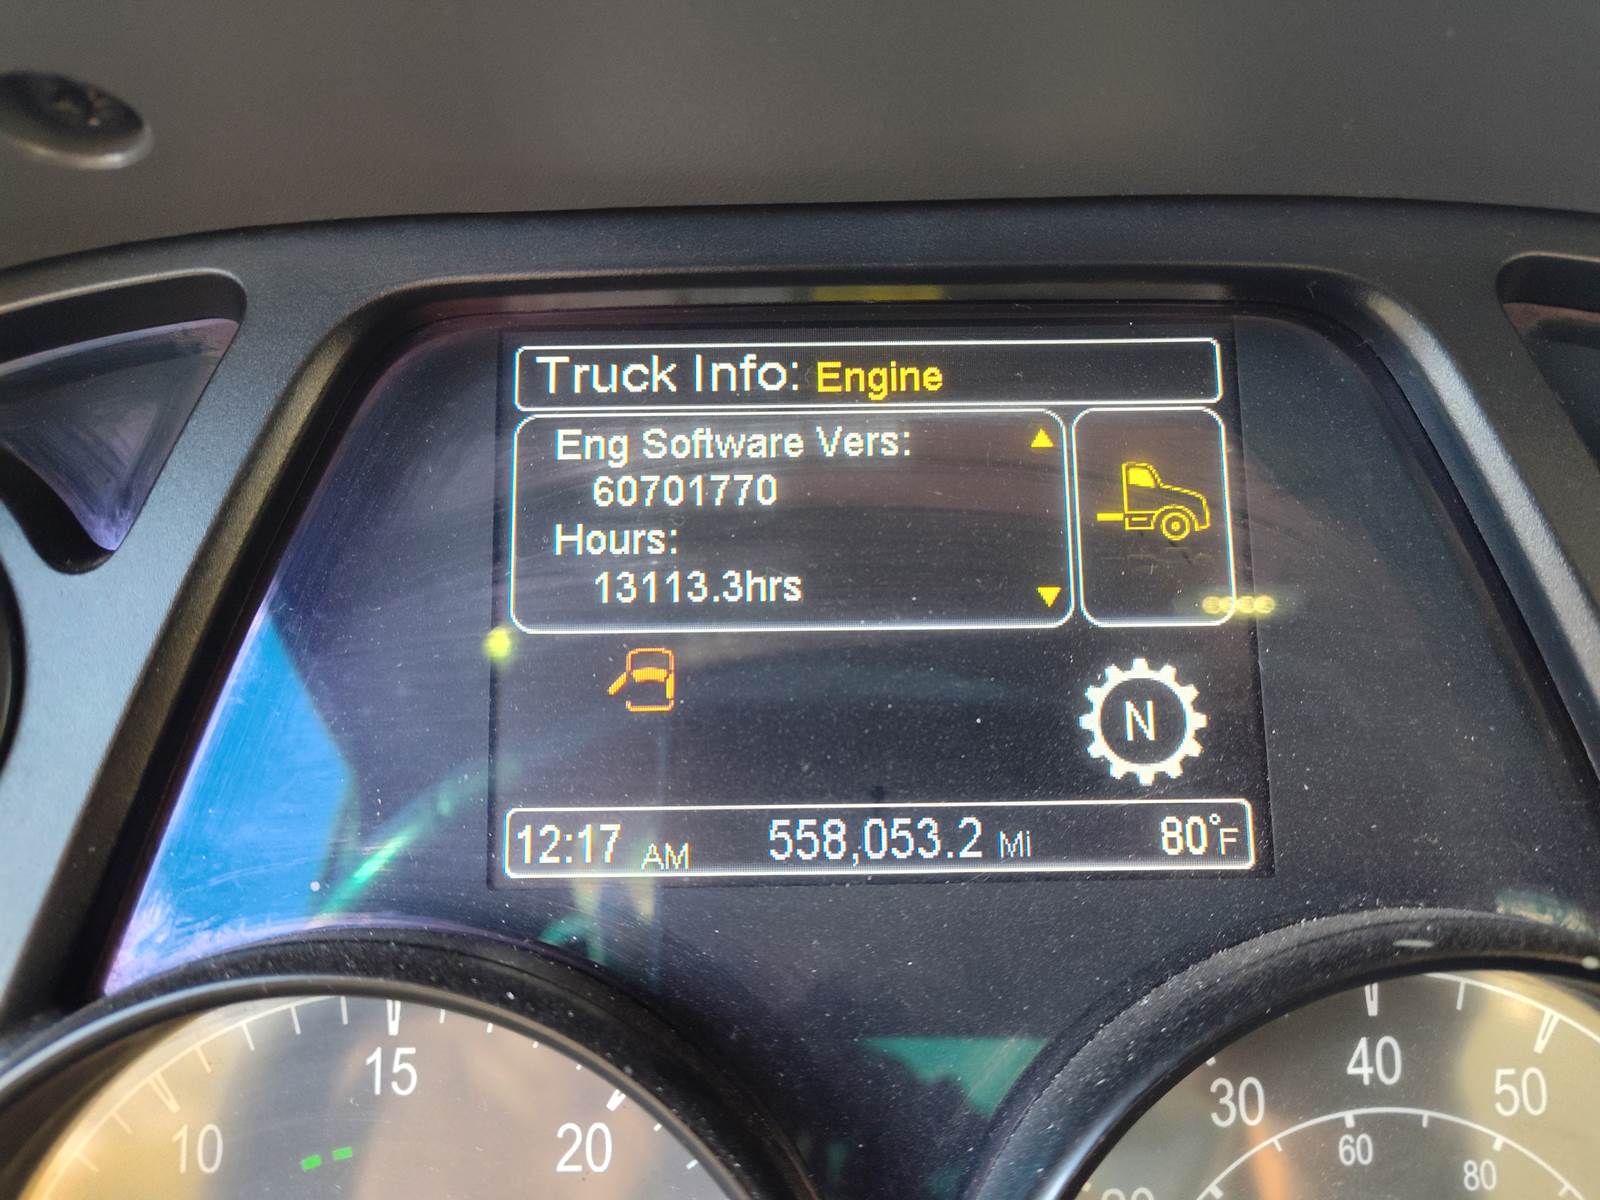 Truck Info: Engine
Eng Software Vers:
60701770
Hours:
13113.3hrs
N
12:17 AM 558,053.2 Mi 80°F
10 15 20
30 40 50
60 80